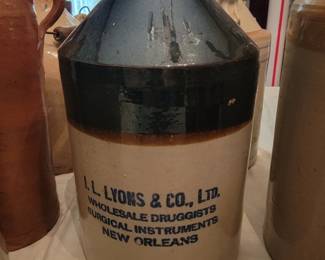 I. L. LYONS & CO., LTD.
WHOLESALE DRUGGISTS
SURGICAL INSTRUMENTS
NEW ORLEANS